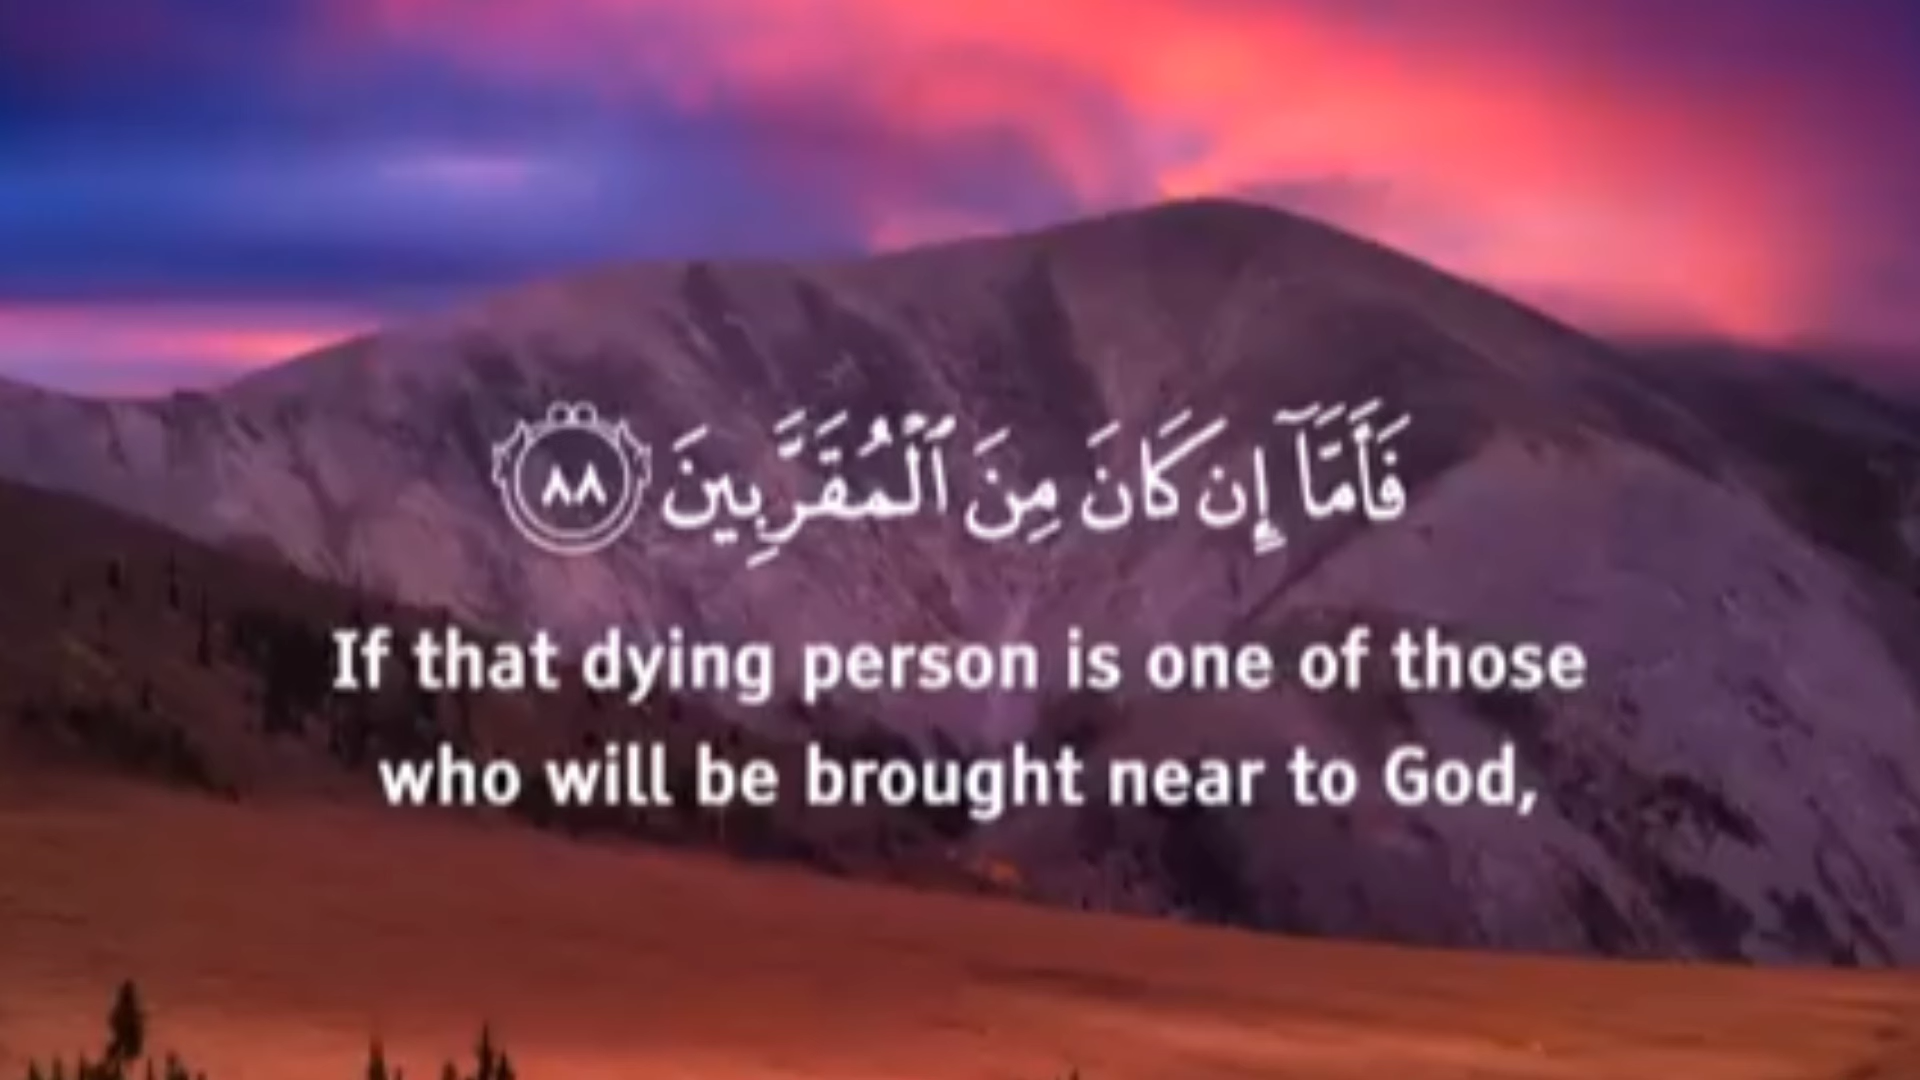 فَأَمَّآ إِن كَانَ مِنَ ٱلْمُقَرَّبِينَ ٨٨
If that dying person is one of those
who will be brought near to God,